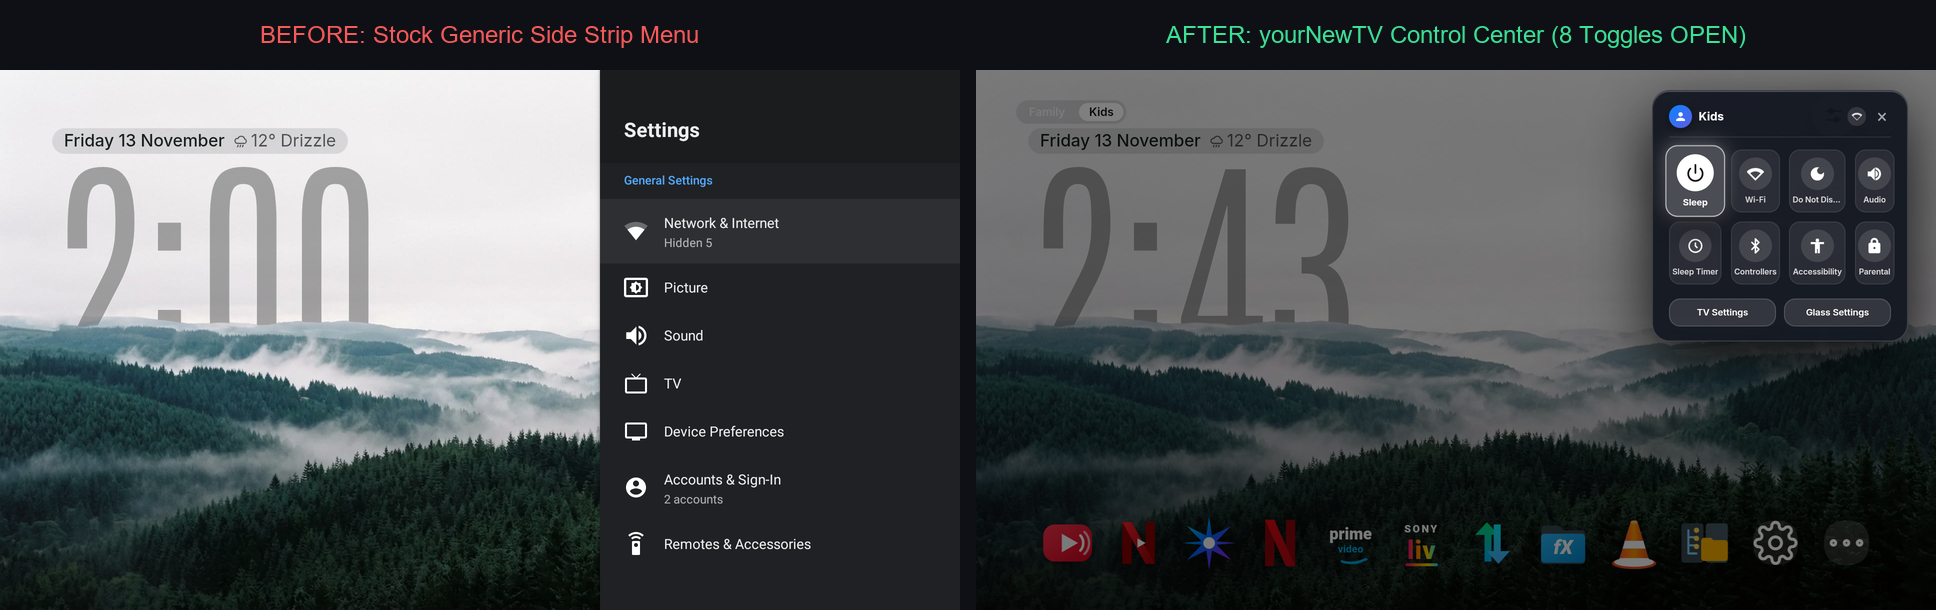 BEFORE: Stock Generic Side Strip Menu
Friday 13 November 12° Drizzle
2:00
Settings
General Settings
Network & Internet
Hidden 5
Picture
Sound
TV
Device Preferences
Accounts & Sign-In
2 accounts
Remotes & Accessories
AFTER: yourNewTV Control Center (8 Toggles OPEN)
Family Kids
Friday 13 November 12° Drizzle
2:43
Kids
Sleep Wi-Fi Do Not Dis... Audio
Sleep Timer Controllers Accessibility Parental
TV Settings Glass Settings
N N prime video SONY liv fX